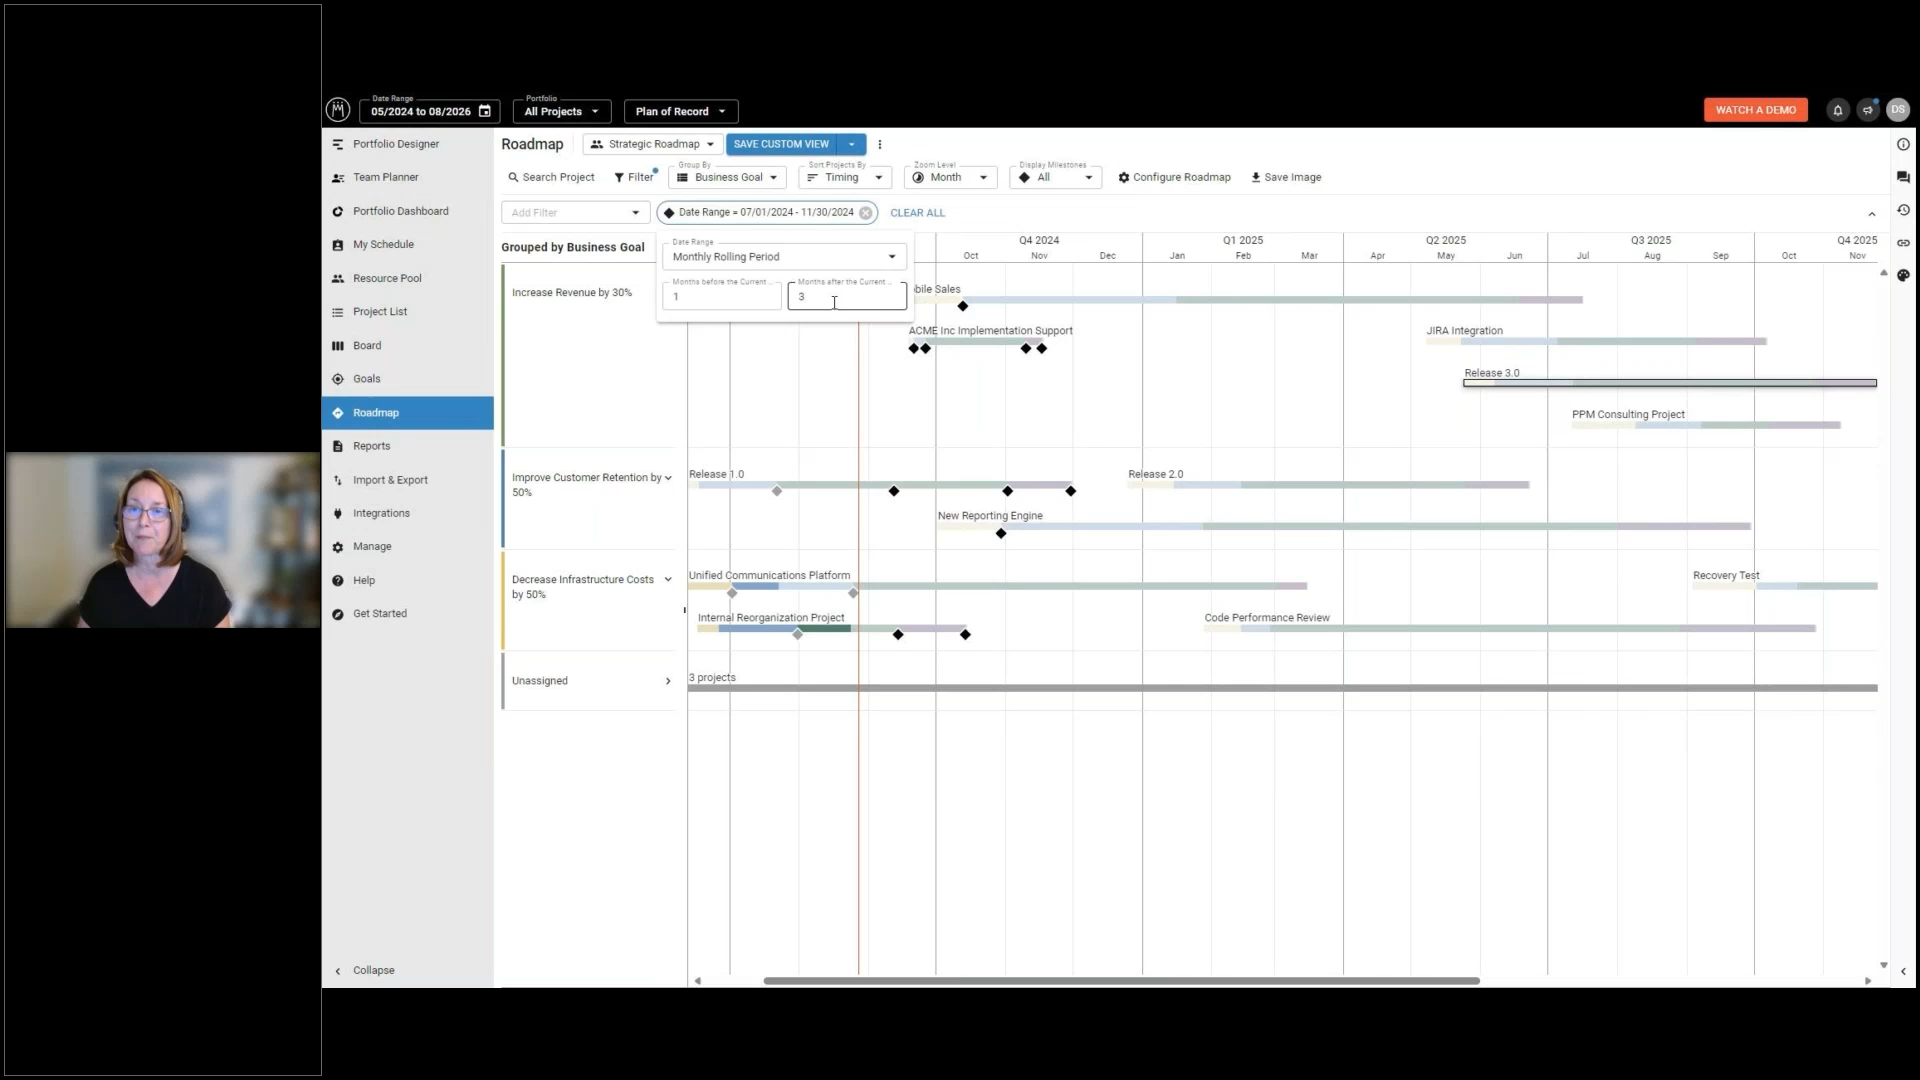 Date Range
05/2024 to 08/2026
Portfolio
All Projects
Plan of Record
WATCH A DEMO
DS
Portfolio Designer
Team Planner
Portfolio Dashboard
My Schedule
Resource Pool
Project List
Board
Goals
Roadmap
Reports
Import & Export
Integrations
Manage
Help
Get Started
Collapse
Roadmap
Strategic Roadmap
SAVE CUSTOM VIEW
Search Project
Filter
Group By
Business Goal
Sort Projects By
Timing
Zoom Level
Month
Display Milestones
All
Configure Roadmap
Save Image
Add Filter
Date Range = 07/01/2024 - 11/30/2024
CLEAR ALL
Grouped by Business Goal
Date Range
Monthly Rolling Period
Months before the Current ...
1
Months after the Current ...
3
Q4 2024
Q1 2025
Q2 2025
Q3 2025
Q4 2025
Oct
Nov
Dec
Jan
Feb
Mar
Apr
May
Jun
Jul
Aug
Sep
Oct
Nov
Increase Revenue by 30%
bile Sales
ACME Inc Implementation Support
JIRA Integration
Release 3.0
PPM Consulting Project
Improve Customer Retention by
50%
Release 1.0
Release 2.0
New Reporting Engine
Decrease Infrastructure Costs
by 50%
Unified Communications Platform
Recovery Test
Internal Reorganization Project
Code Performance Review
Unassigned
3 projects